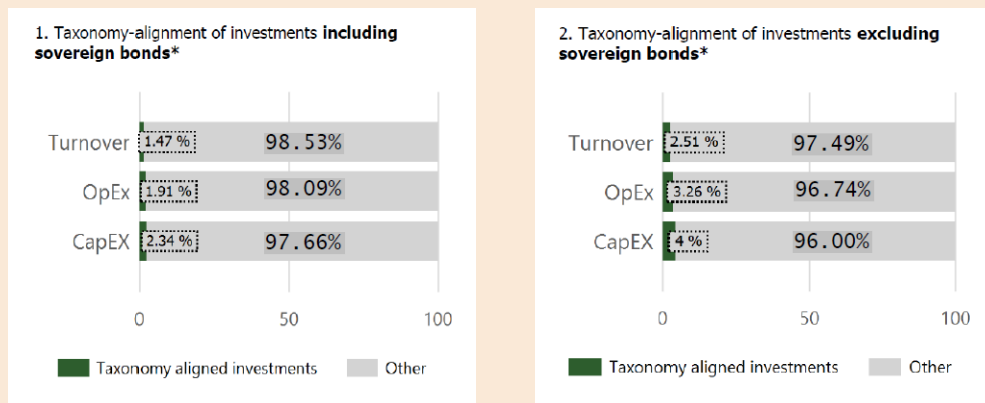 1. Taxonomy-alignment of investments including
sovereign bonds*
Turnover 1.47 % 98.53%
OpEx 1.91 % 98.09%
CapEX 2.34 % 97.66%
0 50 100
Taxonomy aligned investments Other
2. Taxonomy-alignment of investments excluding
sovereign bonds*
Turnover 2.51 % 97.49%
OpEx 3.26 % 96.74%
CapEX 4 % 96.00%
0 50 100
Taxonomy aligned investments Other